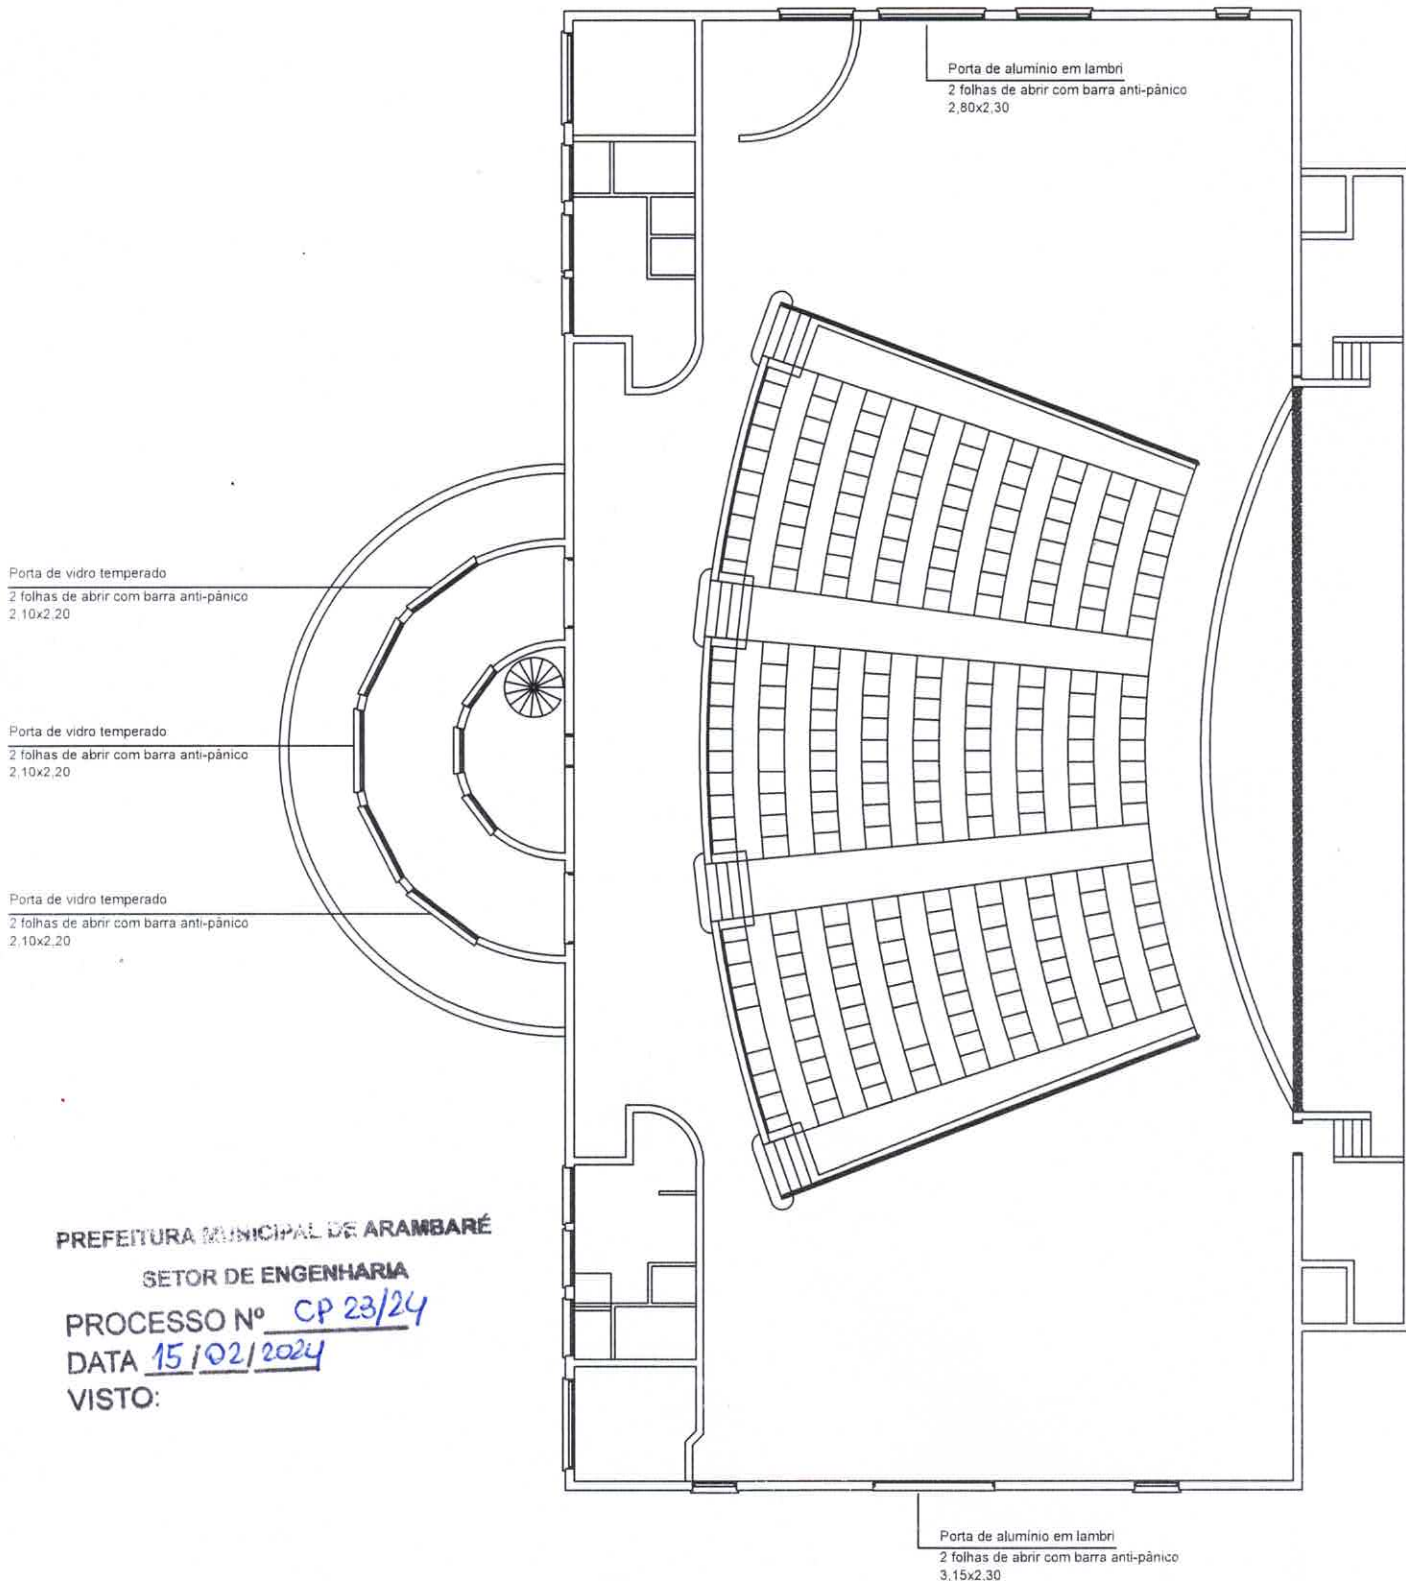 Porta de alumínio em lambri
2 folhas de abrir com barra anti-pânico
2,80x2,30
Porta de vidro temperado
2 folhas de abrir com barra anti-pânico
2,10x2,20
Porta de vidro temperado
2 folhas de abrir com barra anti-pânico
2,10x2,20
Porta de vidro temperado
2 folhas de abrir com barra anti-pânico
2,10x2,20
PREFEITURA MUNICIPAL DE ARAMBARÉ
SETOR DE ENGENHARIA
PROCESSO Nº CP 23/24
DATA 15/02/2024
VISTO:
Porta de alumínio em lambri
2 folhas de abrir com barra anti-pânico
3,15x2,30